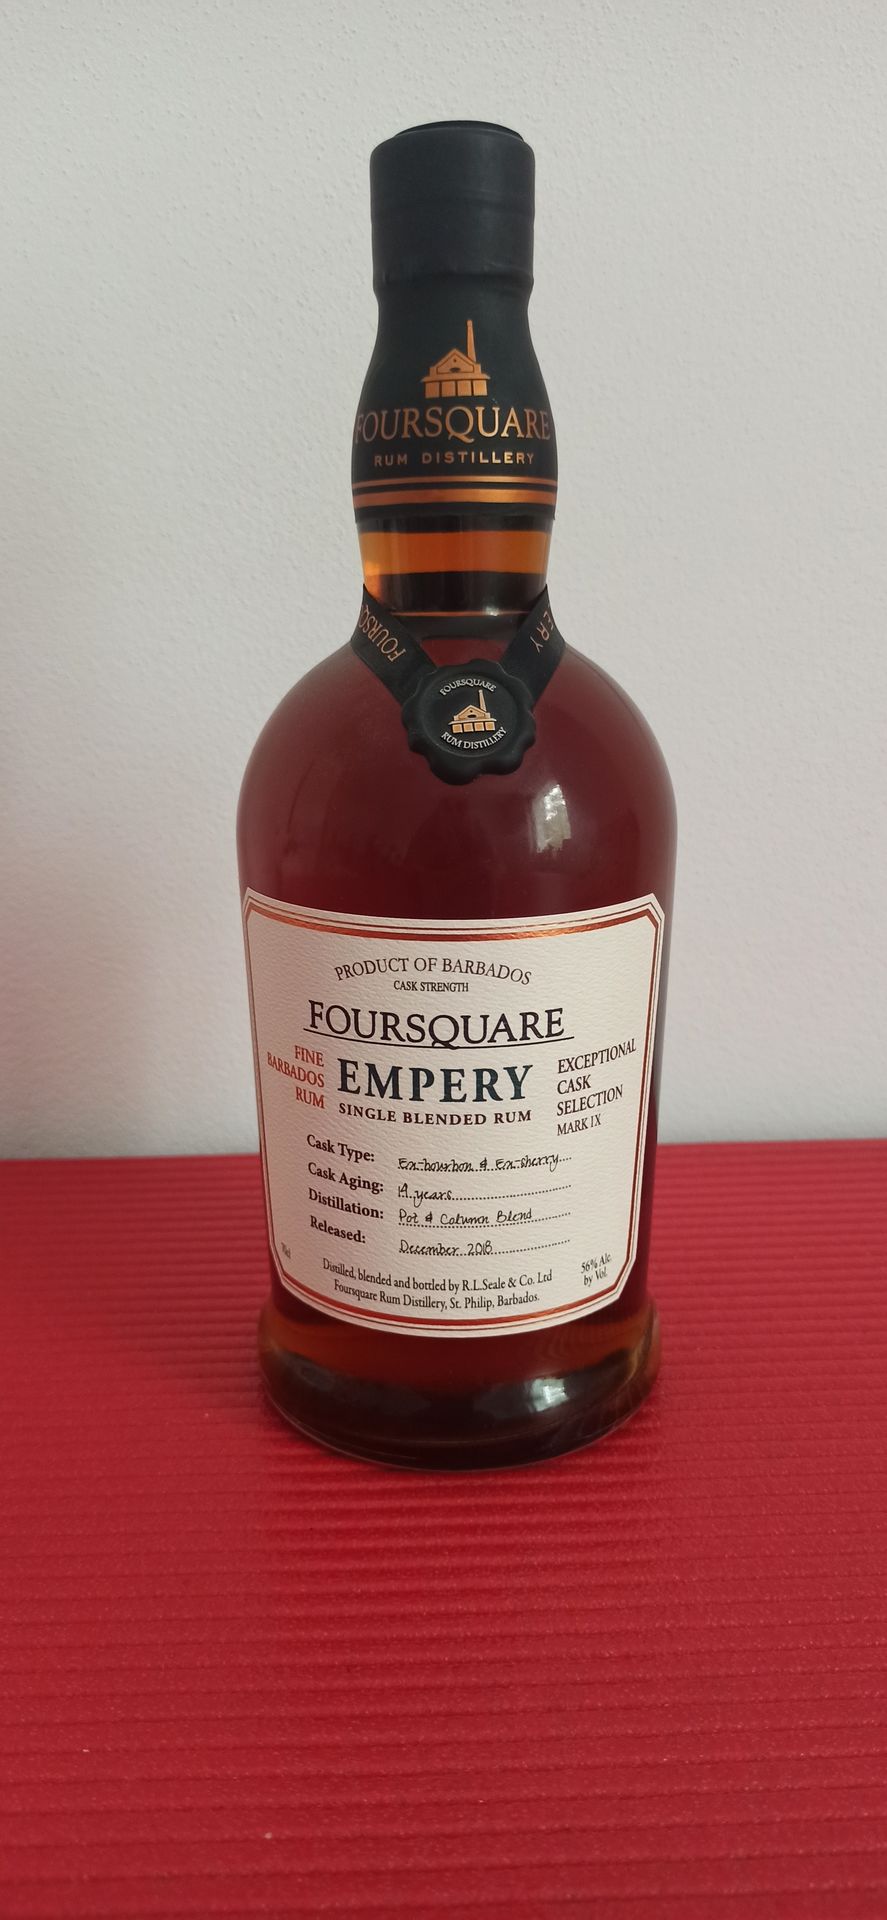 FOURSQUARE
RUM DISTILLERY
FOURSQ
ERY
FOURSQUARE
RUM DISTILLERY
PRODUCT OF BARBADOS
CASK STRENGTH
FOURSQUARE
FINE
BARBADOS
RUM
EMPERY
SINGLE BLENDED RUM
EXCEPTIONAL
CASK
SELECTION
MARK IX
Cask Type: Ex-bourbon & Ex-sherry
Cask Aging: 14 years
Distillation: Pot & Column Blend
Released: December 2018
70cl
Distilled, blended and bottled by R.L.Seale & Co. Ltd
Foursquare Rum Distillery, St. Philip, Barbados.
56% Alc.
by Vol.